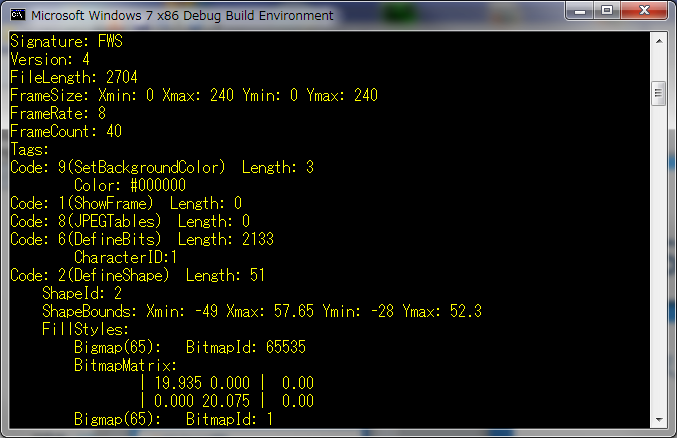 Microsoft Windows 7 x86 Debug Build Environment
Signature: FWS
Version: 4
FileLength: 2704
FrameSize: Xmin: 0 Xmax: 240 Ymin: 0 Ymax: 240
FrameRate: 8
FrameCount: 40
Tags:
Code: 9(SetBackgroundColor)  Length: 3
        Color: #000000
Code: 1(ShowFrame)  Length: 0
Code: 8(JPEGTables)  Length: 0
Code: 6(DefineBits)  Length: 2133
        CharacterID:1
Code: 2(DefineShape)  Length: 51
    ShapeId: 2
    ShapeBounds: Xmin: -49 Xmax: 57.65 Ymin: -28 Ymax: 52.3
    FillStyles:
        Bigmap(65):   BitmapId: 65535
        BitmapMatrix:
                | 19.935 0.000 |  0.00
                | 0.000 20.075 |  0.00
        Bigmap(65):   BitmapId: 1